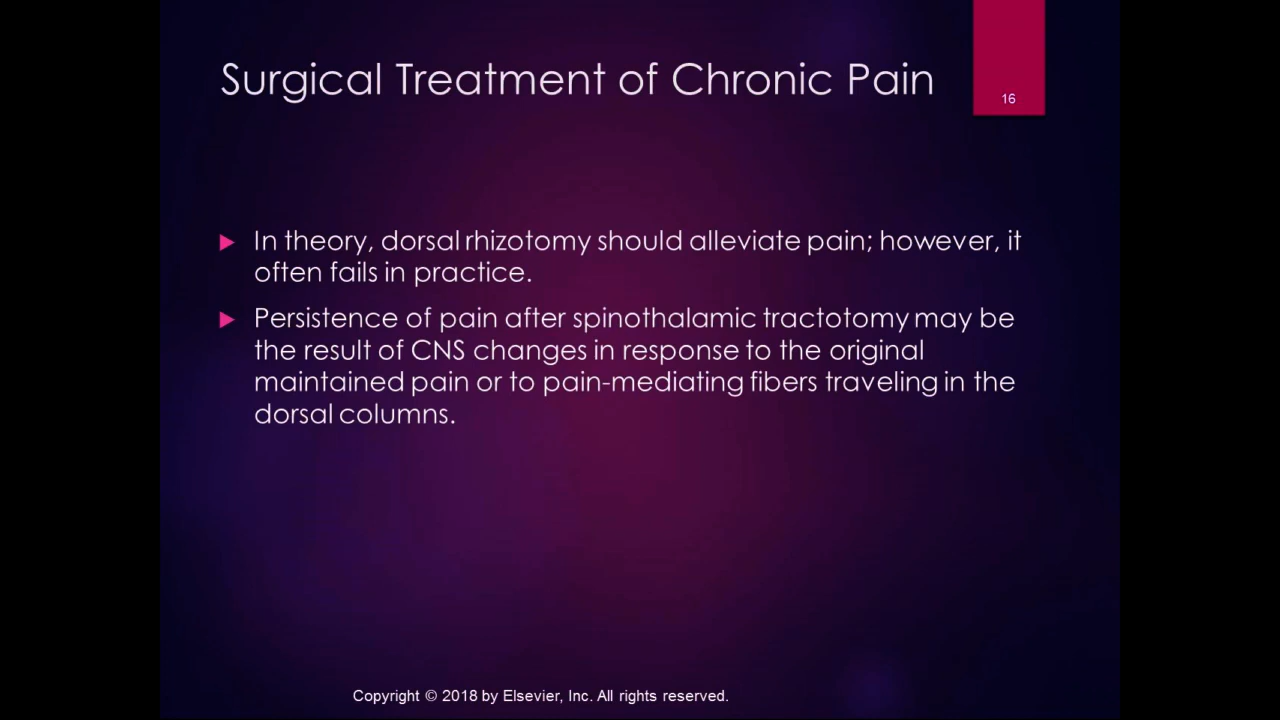 Surgical Treatment of Chronic Pain
16
In theory, dorsal rhizotomy should alleviate pain; however, it
often fails in practice.
Persistence of pain after spinothalamic tractotomy may be
the result of CNS changes in response to the original
maintained pain or to pain-mediating fibers traveling in the
dorsal columns.
Copyright © 2018 by Elsevier, Inc. All rights reserved.